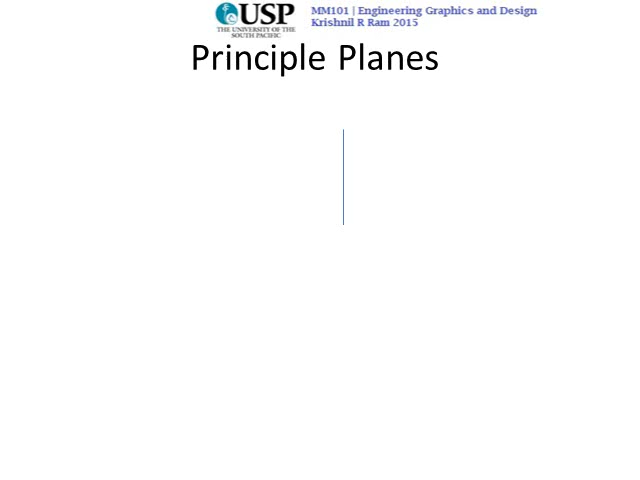 USP
THE UNIVERSITY OF THE
SOUTH PACIFIC
MM101 | Engineering Graphics and Design
Krishnil R Ram 2015
Principle Planes